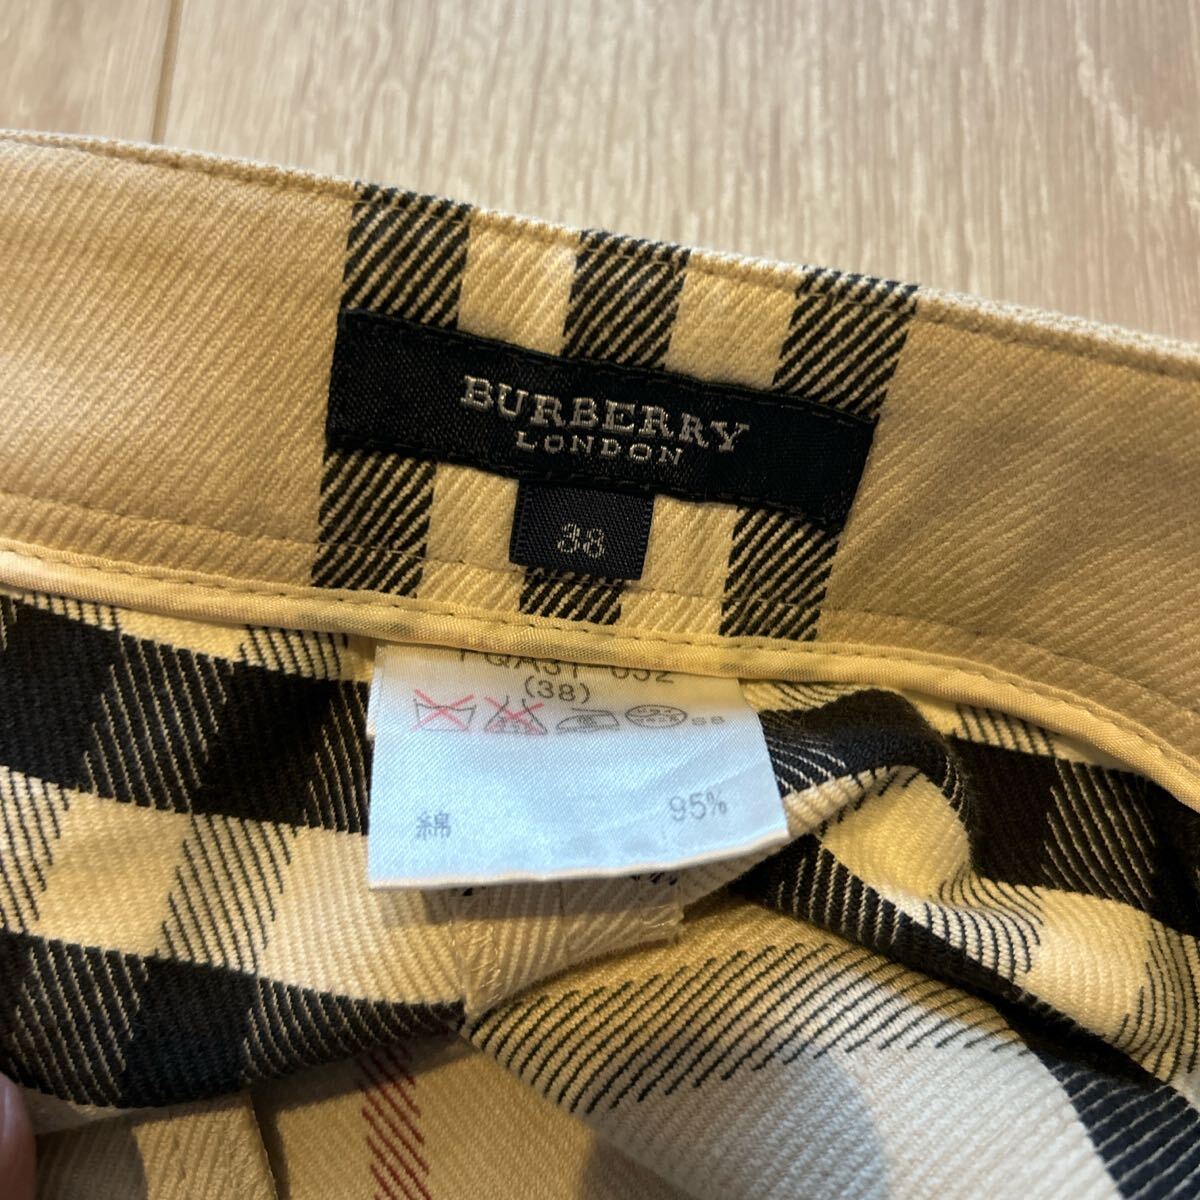 BURBERRY
LONDON
38
(38)
綿 95%